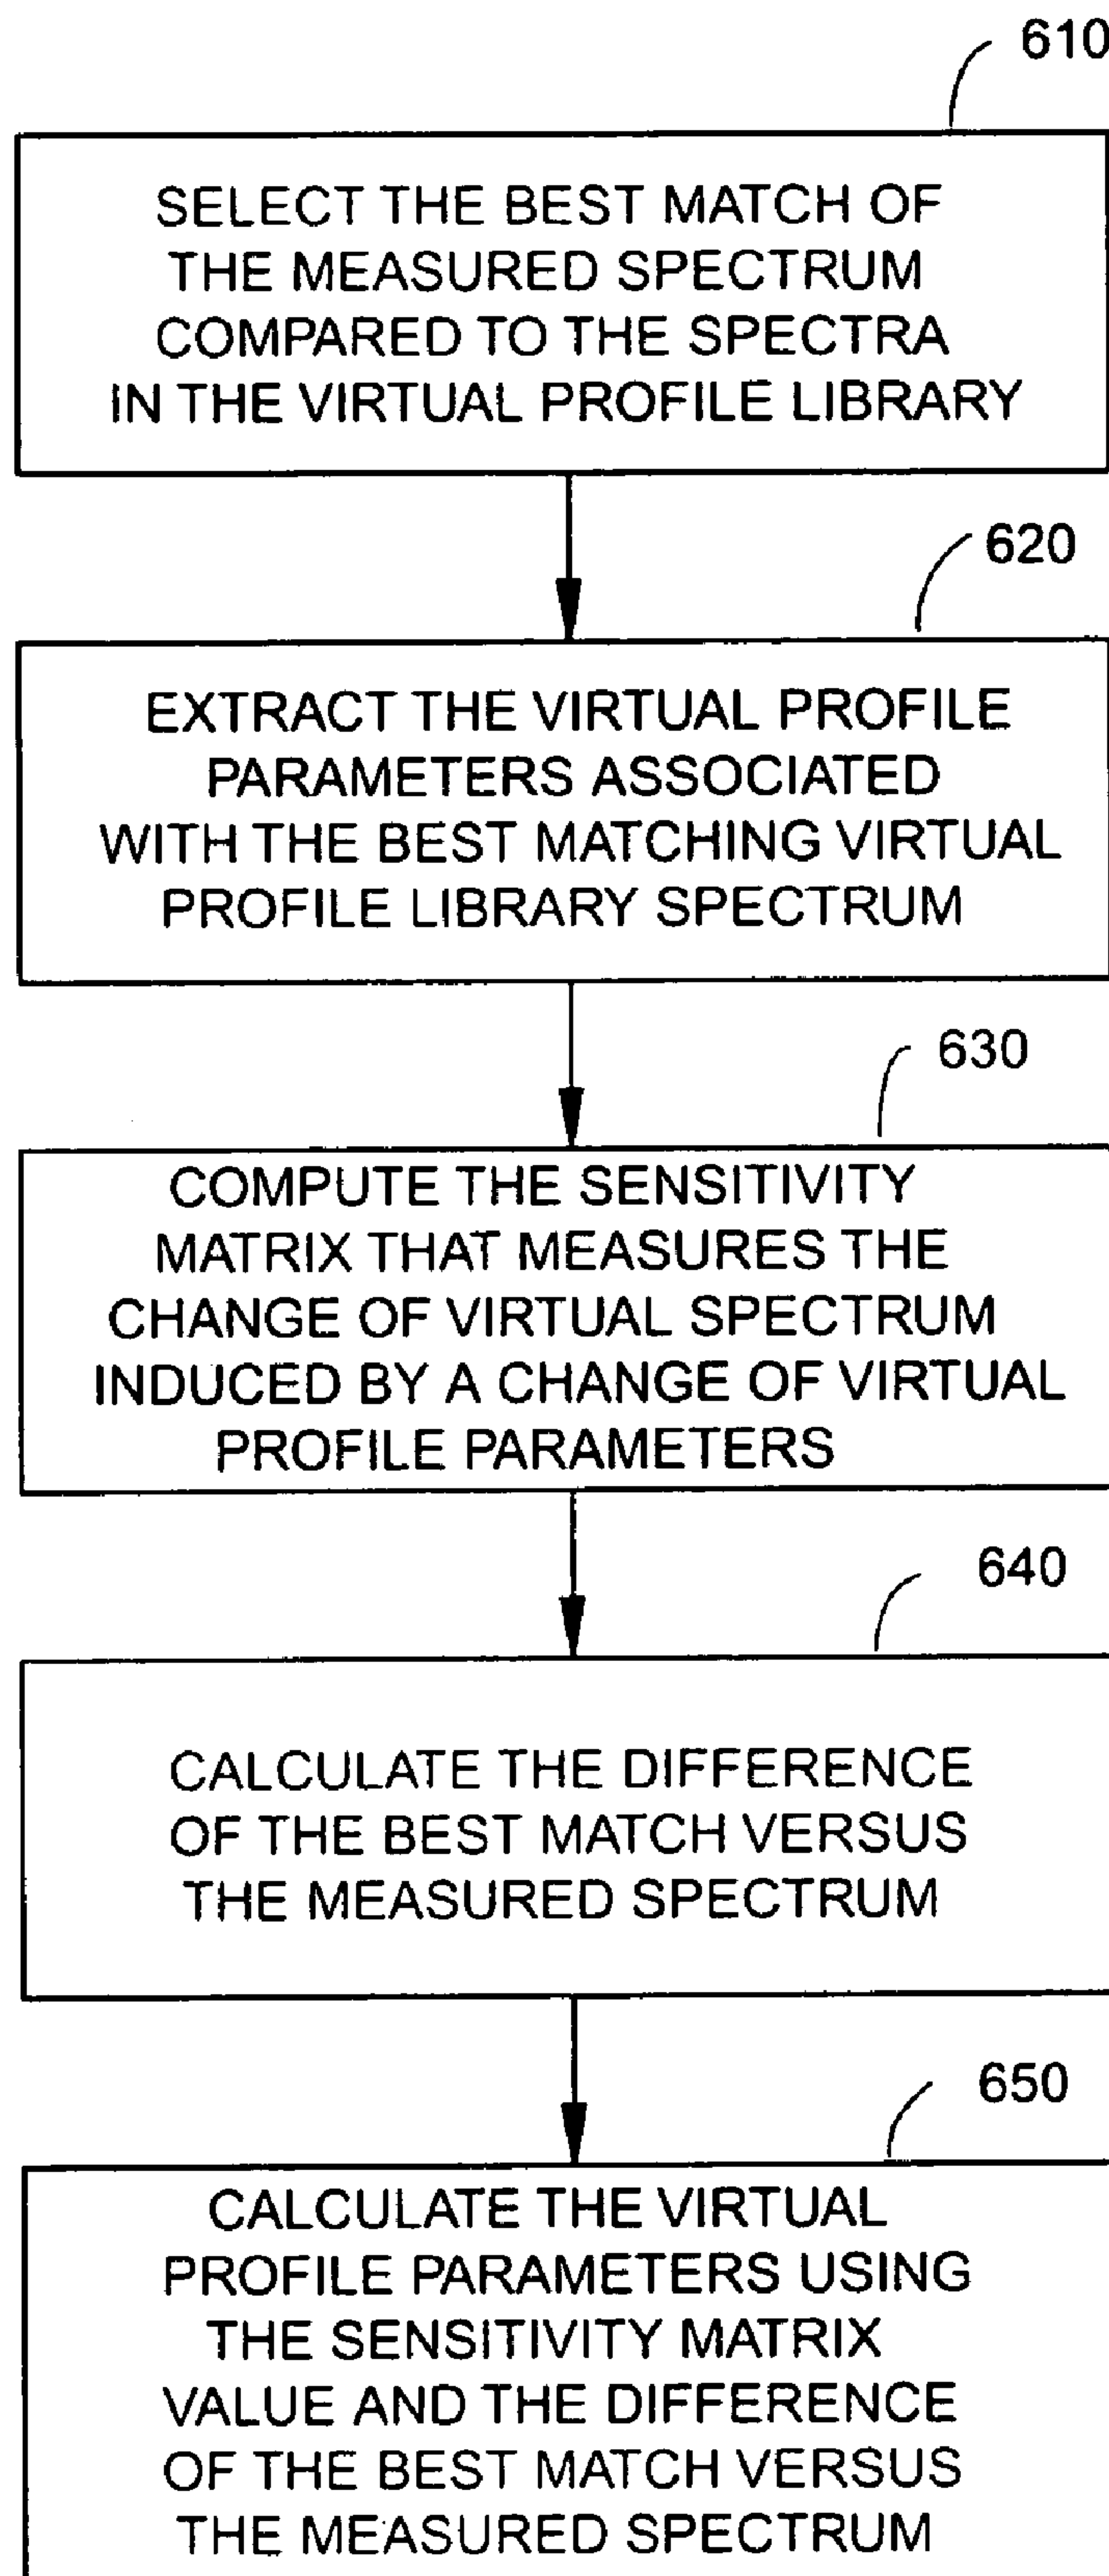 610
SELECT THE BEST MATCH OF
THE MEASURED SPECTRUM
COMPARED TO THE SPECTRA
IN THE VIRTUAL PROFILE LIBRARY
620
EXTRACT THE VIRTUAL PROFILE
PARAMETERS ASSOCIATED
WITH THE BEST MATCHING VIRTUAL
PROFILE LIBRARY SPECTRUM
630
COMPUTE THE SENSITIVITY
MATRIX THAT MEASURES THE
CHANGE OF VIRTUAL SPECTRUM
INDUCED BY A CHANGE OF VIRTUAL
PROFILE PARAMETERS
640
CALCULATE THE DIFFERENCE
OF THE BEST MATCH VERSUS
THE MEASURED SPECTRUM
650
CALCULATE THE VIRTUAL
PROFILE PARAMETERS USING
THE SENSITIVITY MATRIX
VALUE AND THE DIFFERENCE
OF THE BEST MATCH VERSUS
THE MEASURED SPECTRUM